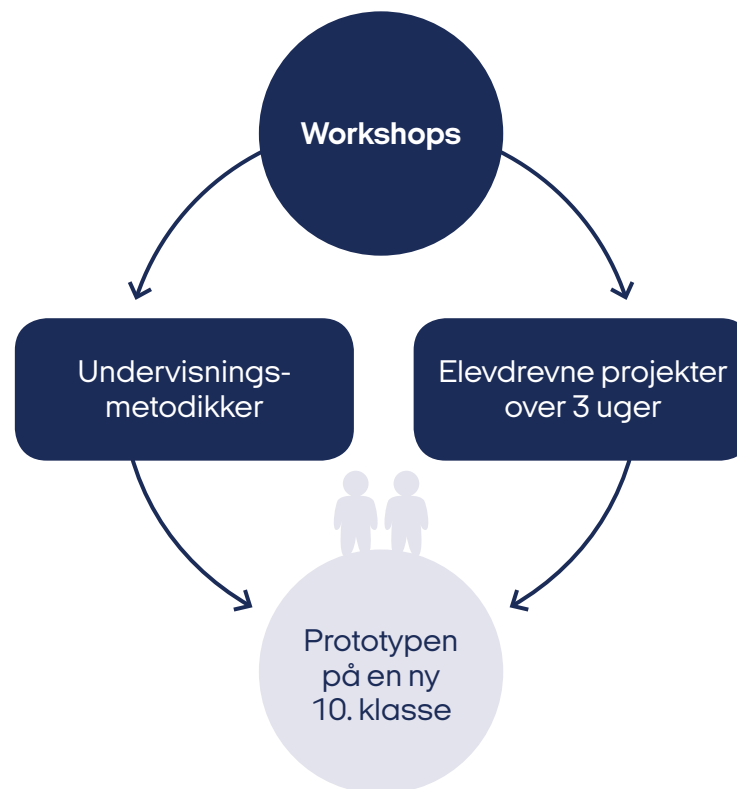 Workshops
Undervisnings-
metodikker
Elevdrevne projekter
over 3 uger
Prototypen
på en ny
10. klasse